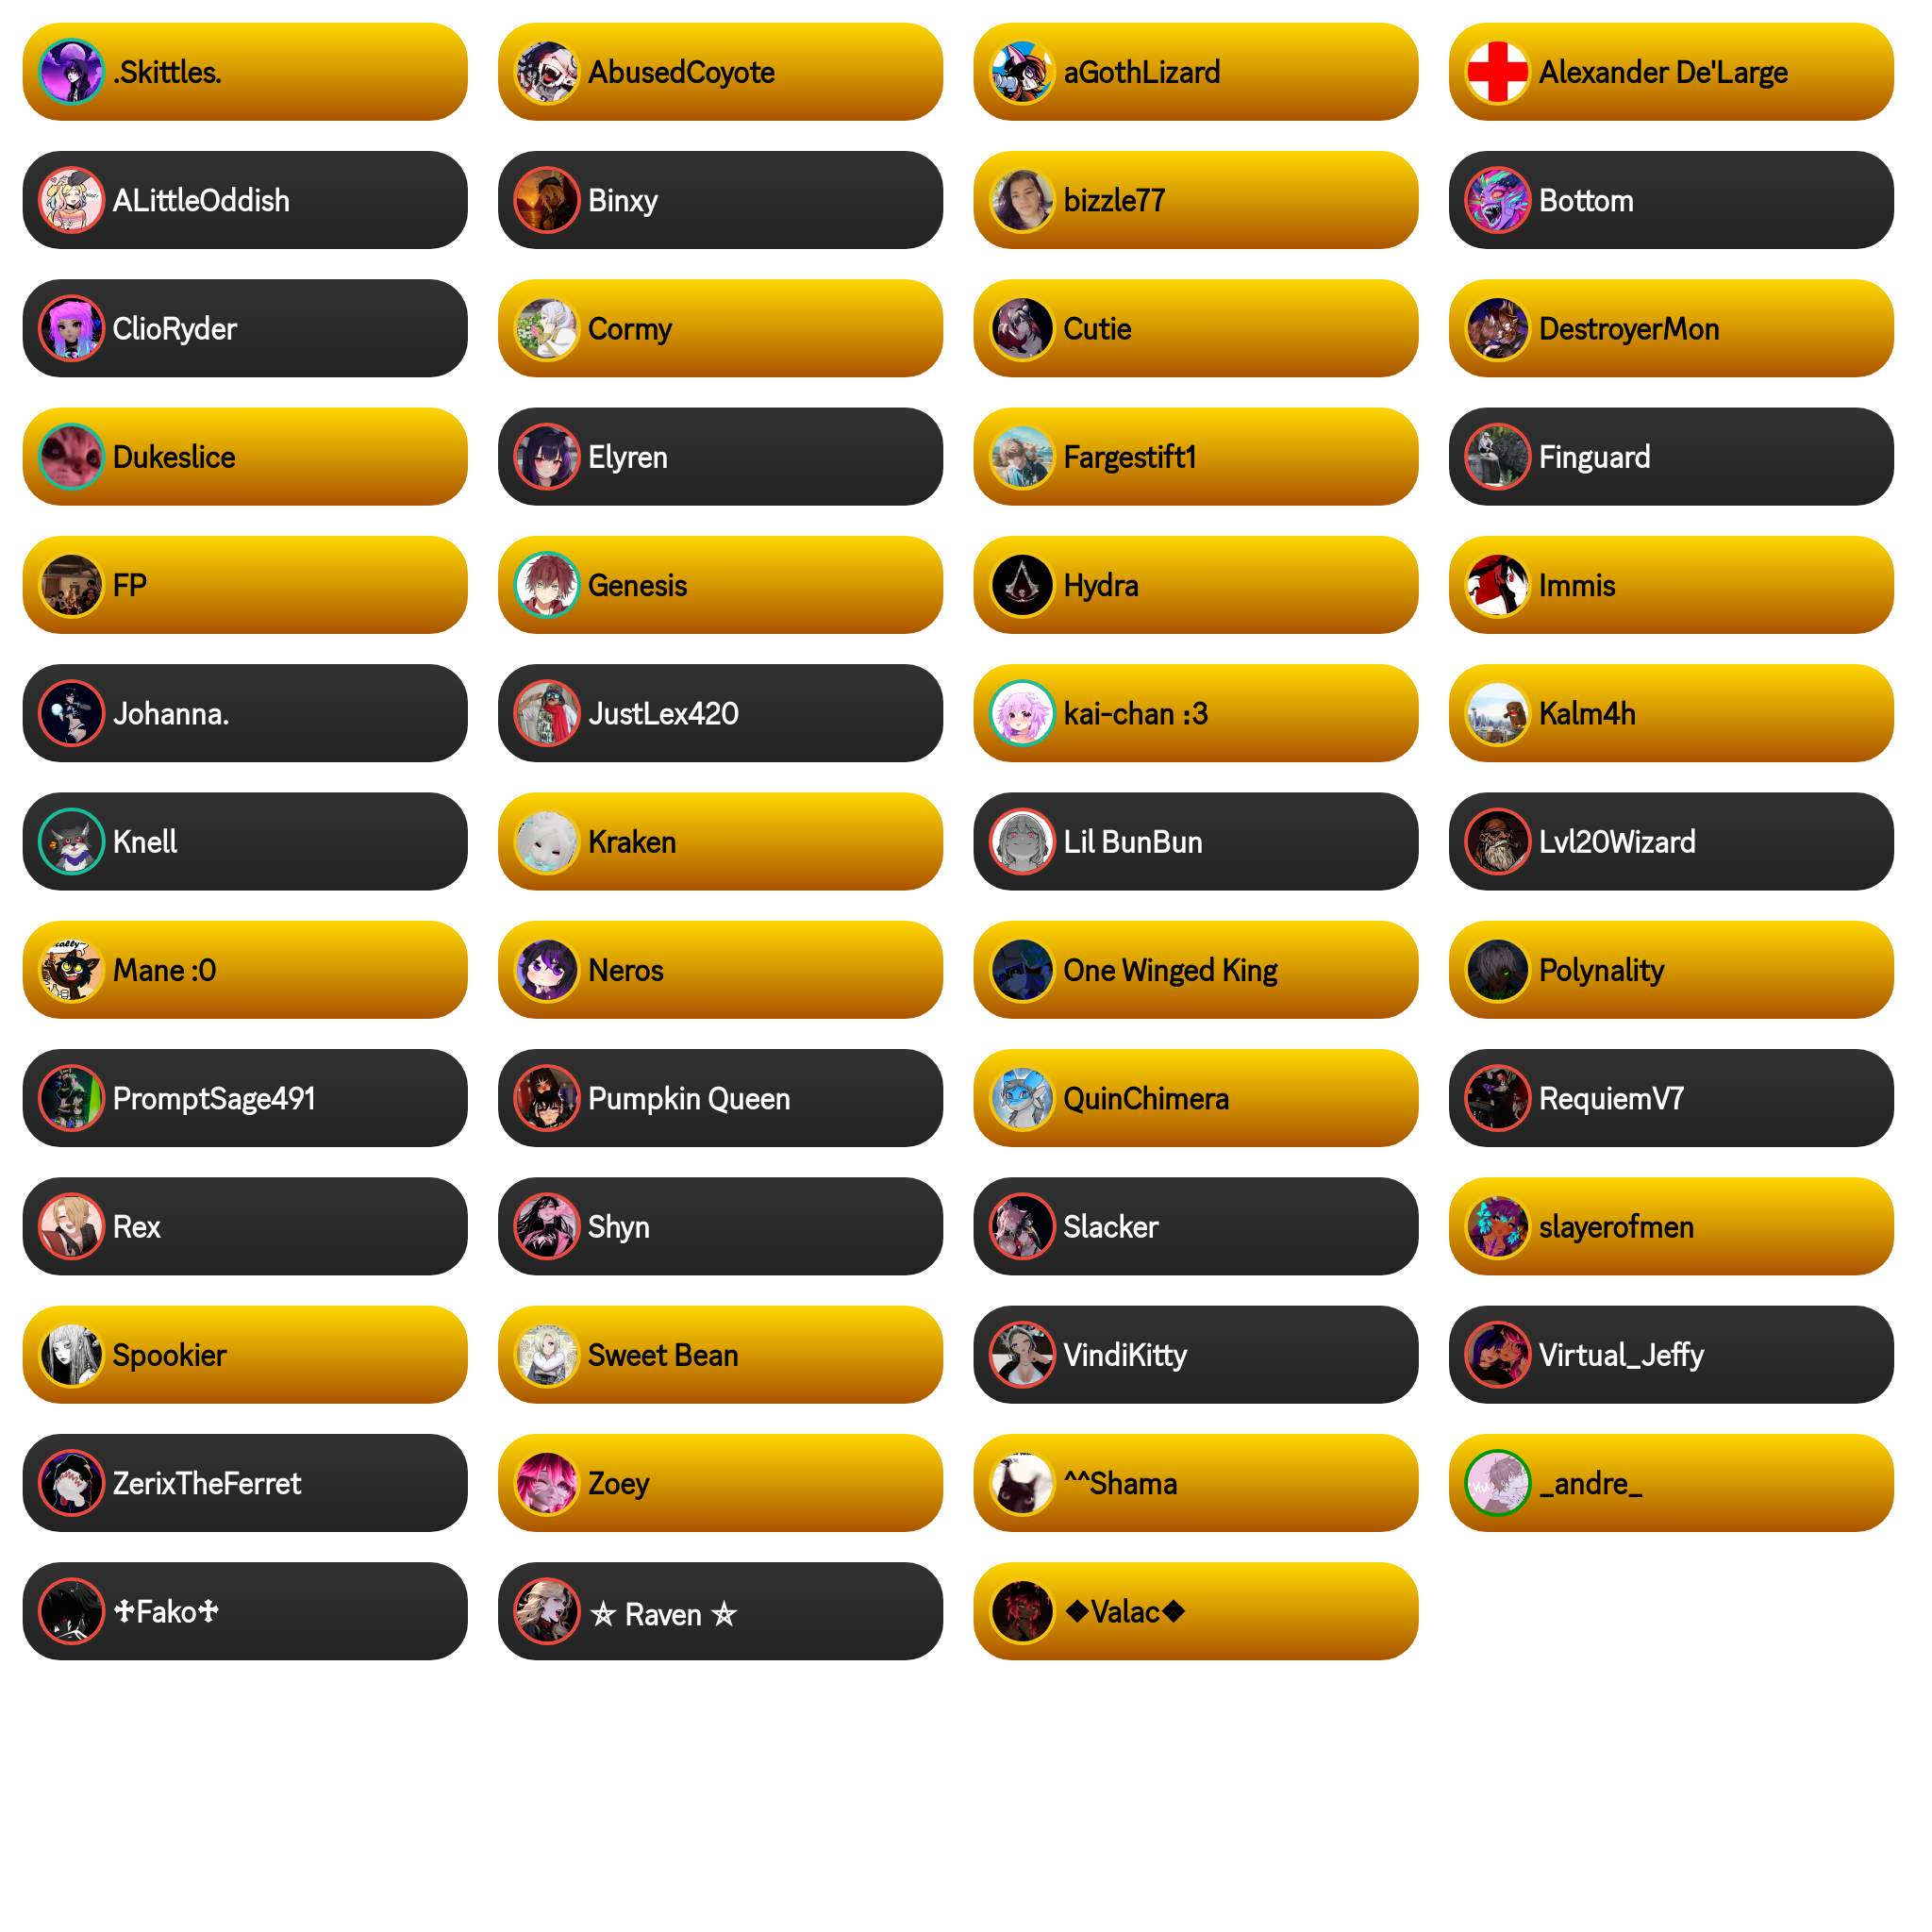 .Skittles.
AbusedCoyote
aGothLizard
Alexander De'Large
ALittleOddish
Binxy
bizzle77
Bottom
ClioRyder
Cormy
Cutie
DestroyerMon
Dukeslice
Elyren
Fargestift1
Finguard
FP
Genesis
Hydra
Immis
Johanna.
JustLex420
kai-chan :3
Kalm4h
Knell
Kraken
Lil BunBun
Lvl20Wizard
Mane :0
Neros
One Winged King
Polynality
PromptSage491
Pumpkin Queen
QuinChimera
RequiemV7
Rex
Shyn
Slacker
slayerofmen
Spookier
Sweet Bean
VindiKitty
Virtual_Jeffy
ZerixTheFerret
Zoey
^^Shama
_andre_
♱Fako♱
⛤ Raven ⛤
❖Valac❖